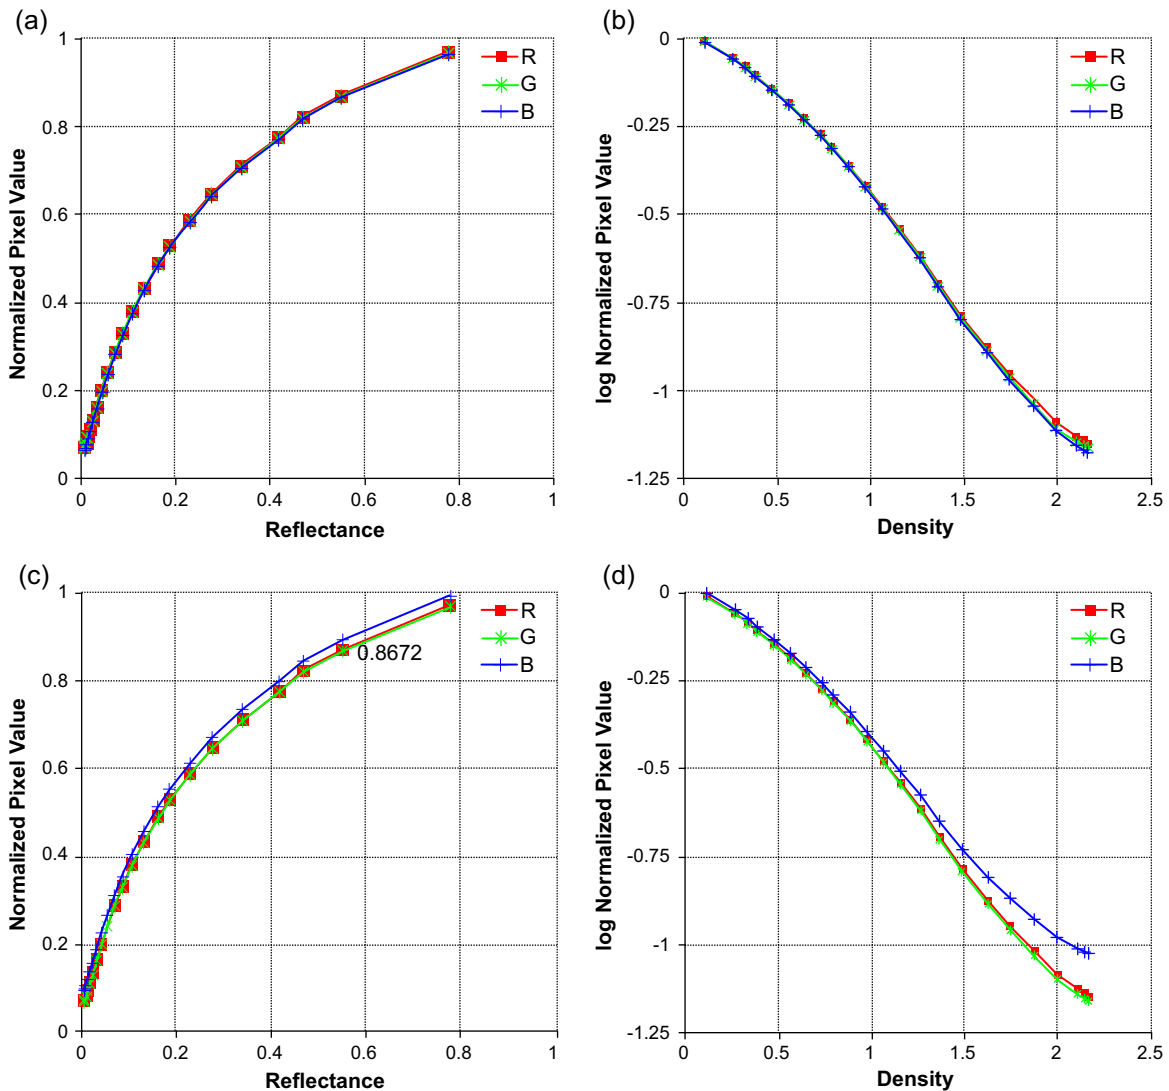 (a)
Normalized Pixel Value
1
0.8
0.6
0.4
0.2
0
0
0.2
0.4
0.6
0.8
1
Reflectance
R
G
B
(b)
log Normalized Pixel Value
0
-0.25
-0.5
-0.75
-1
-1.25
0
0.5
1
1.5
2
2.5
Density
R
G
B
(c)
Normalized Pixel Value
1
0.8
0.6
0.4
0.2
0
0
0.2
0.4
0.6
0.8
1
Reflectance
R
G
B
0.8672
(d)
log Normalized Pixel Value
0
-0.25
-0.5
-0.75
-1
-1.25
0
0.5
1
1.5
2
2.5
Density
R
G
B